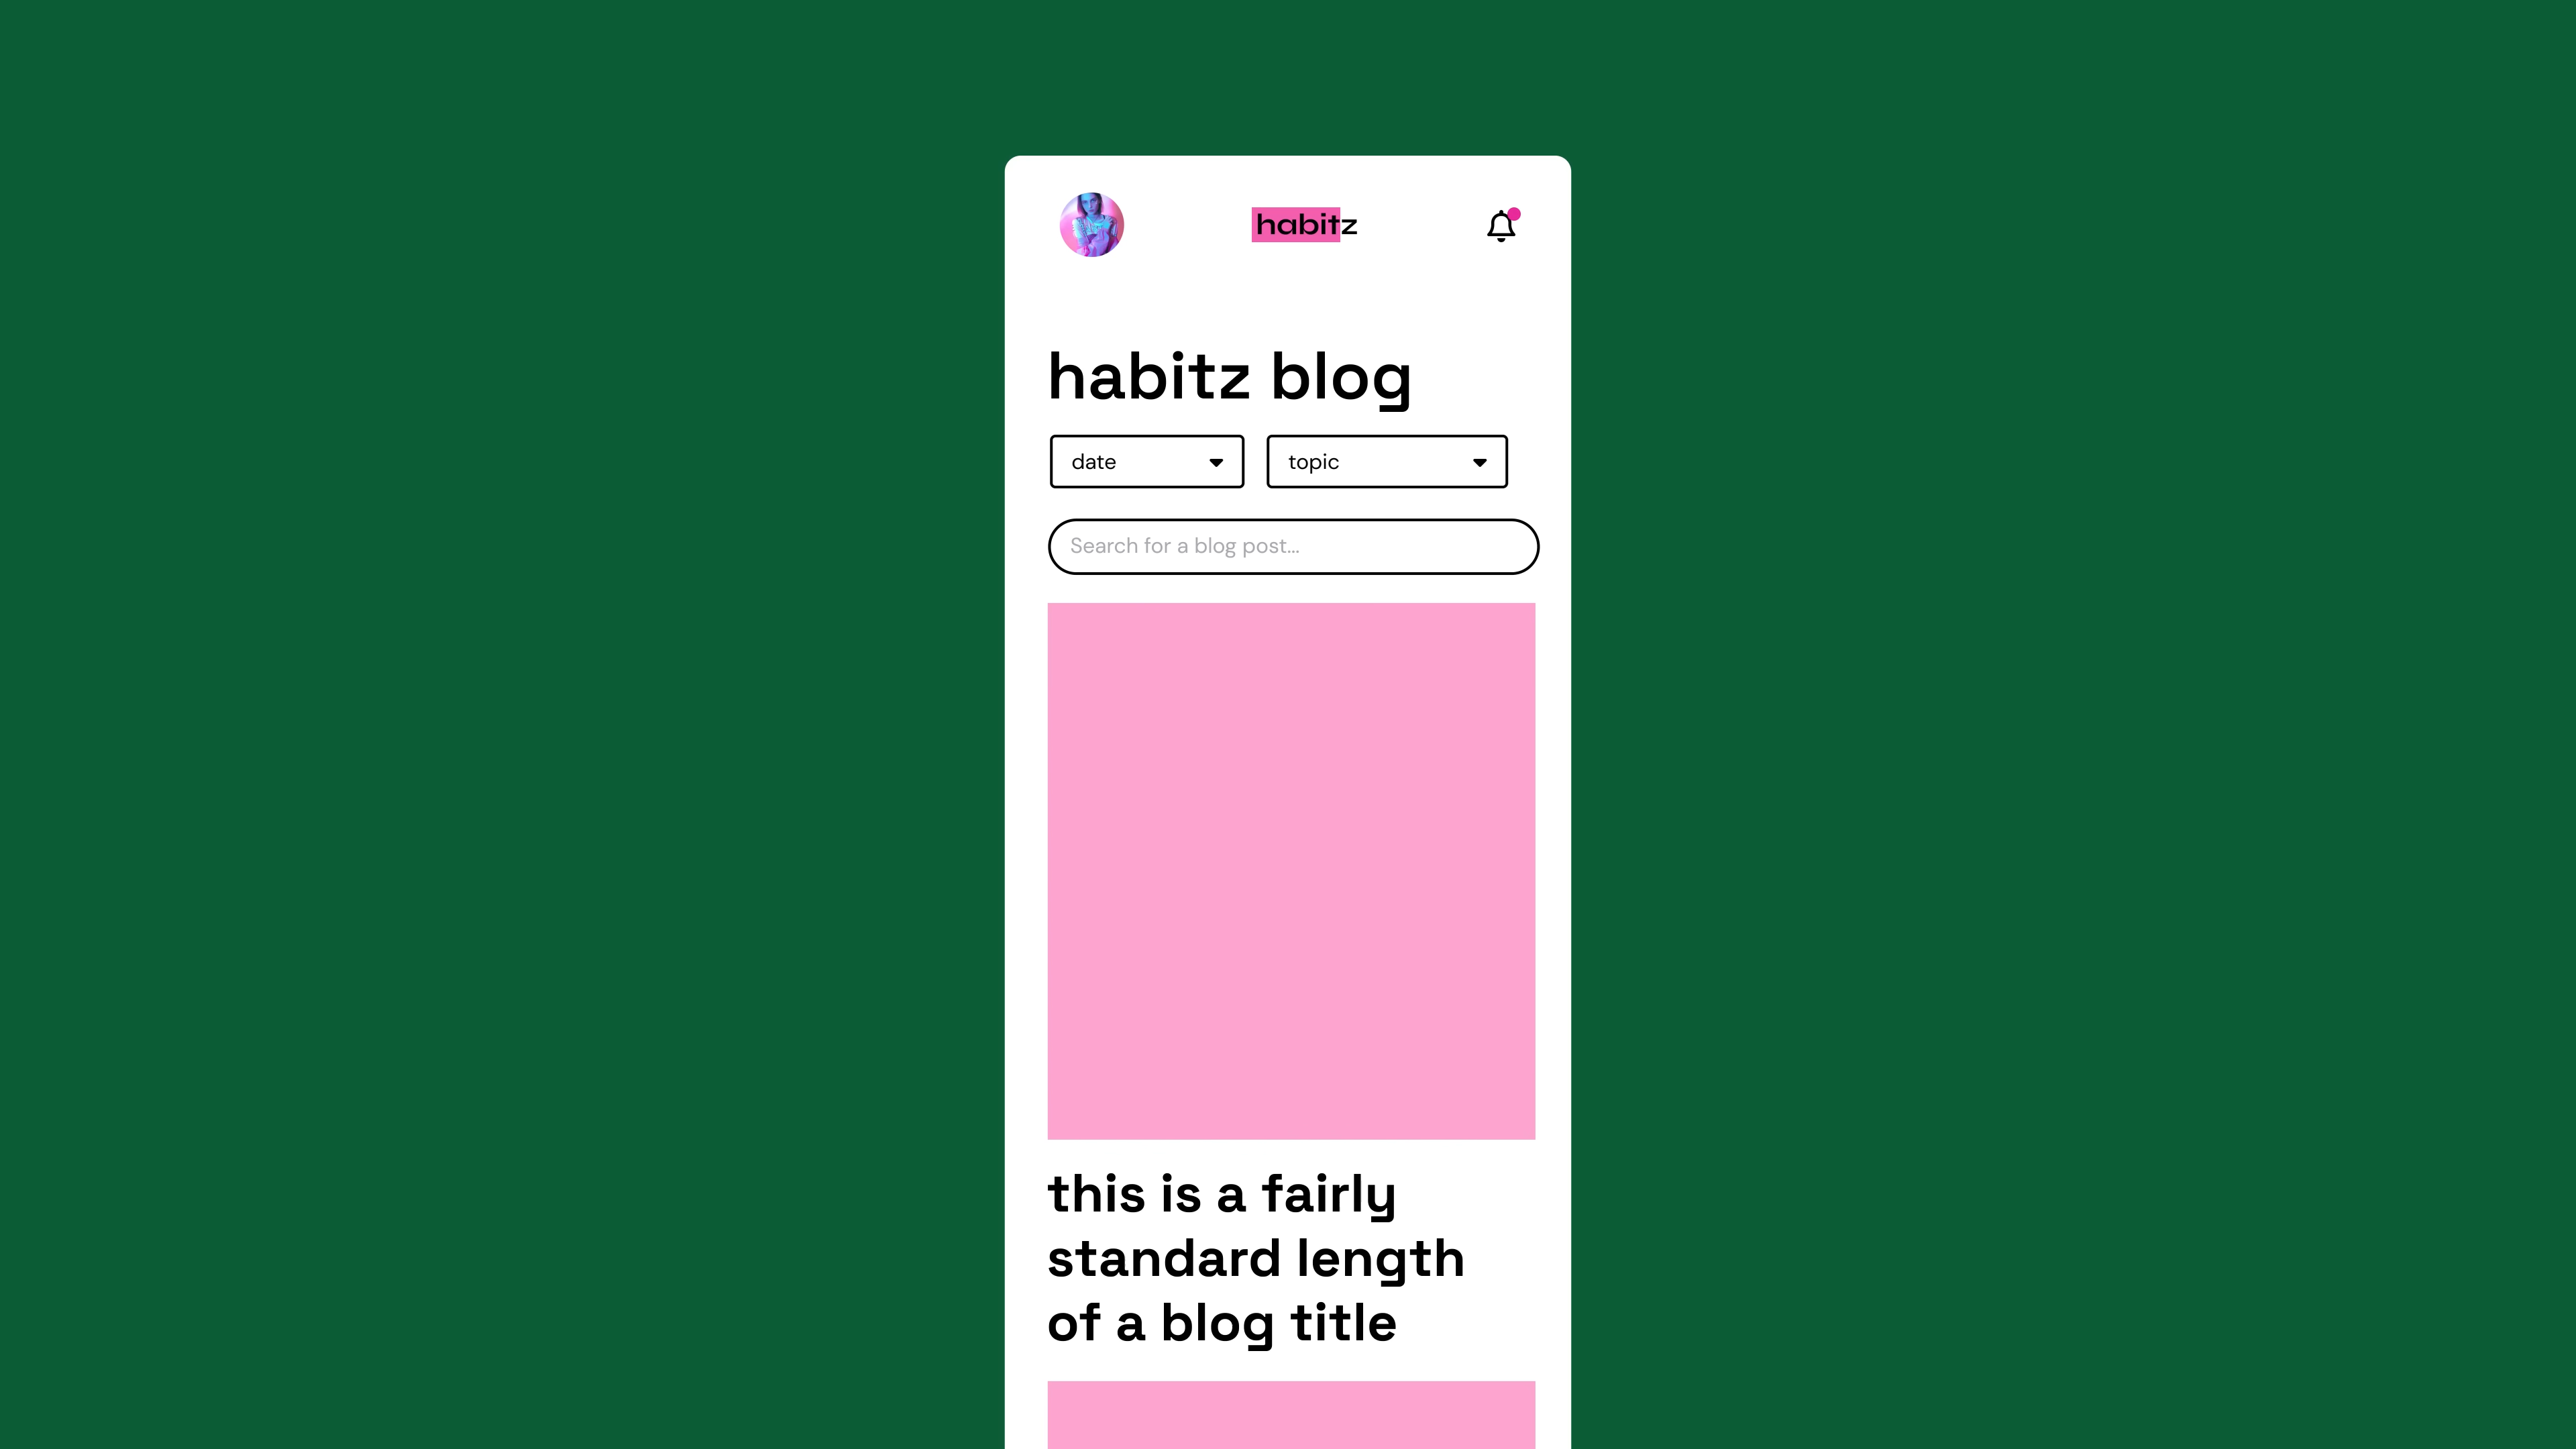 habitz
habitz blog
date
topic
Search for a blog post...
this is a fairly
standard length
of a blog title